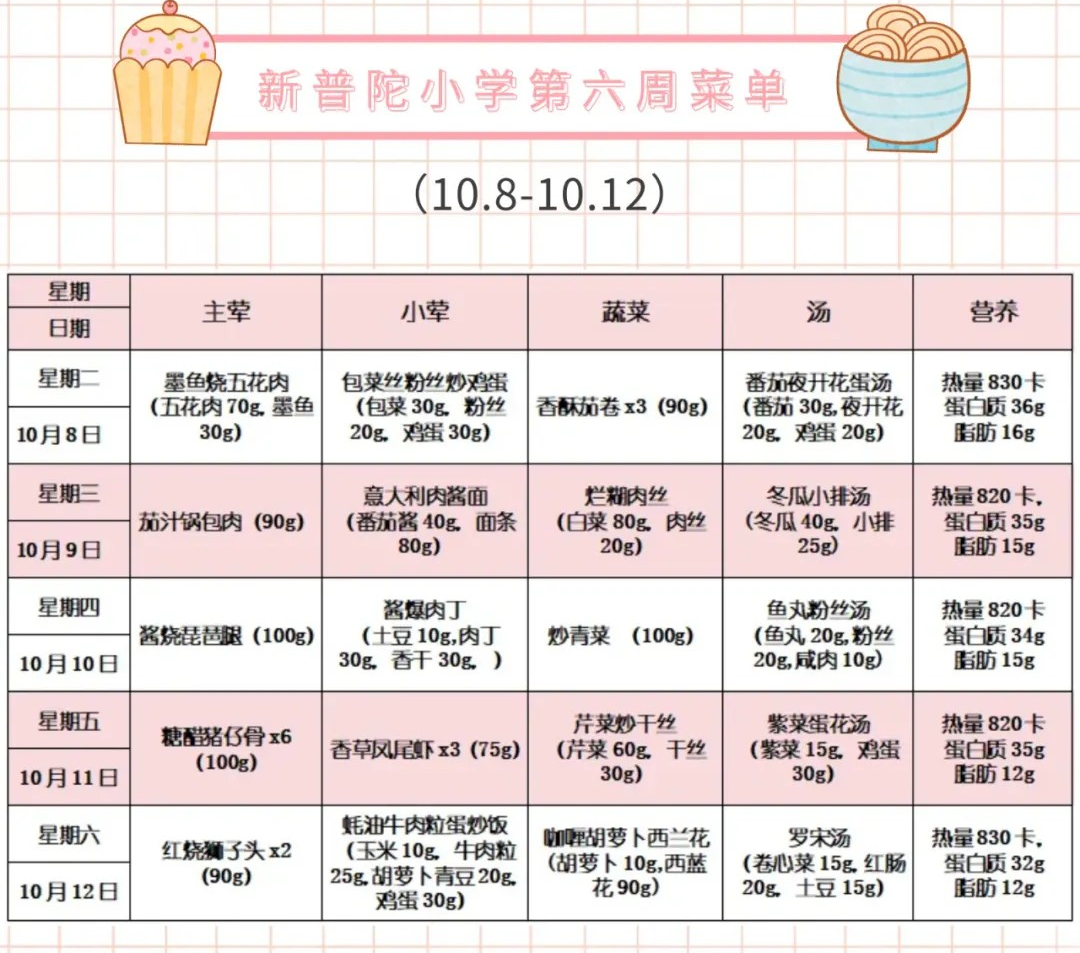 新普陀小学第六周菜单
（10.8-10.12）
星期
日期
主荤
小荤
蔬菜
汤
营养
星期二
10月8日
墨鱼烧五花肉
（五花肉 70g，墨鱼
30g）
包菜丝粉丝炒鸡蛋
（包菜 30g，粉丝
20g，鸡蛋 30g）
香酥茄卷 x3（90g）
番茄夜开花蛋汤
（番茄 30g,夜开花
20g，鸡蛋 20g）
热量 830 卡
蛋白质 36g
脂肪 16g
星期三
10月9日
茄汁锅包肉（90g）
意大利肉酱面
（番茄酱 40g，面条
80g）
烂糊肉丝
（白菜 80g，肉丝
20g）
冬瓜小排汤
（冬瓜 40g，小排
25g）
热量 820 卡，
蛋白质 35g
脂肪 15g
星期四
10月10日
酱烧琵琶腿（100g）
酱爆肉丁
（土豆 10g,肉丁
30g，香干 30g，）
炒青菜 （100g）
鱼丸粉丝汤
（鱼丸 20g,粉丝
20g,咸肉 10g）
热量 820 卡
蛋白质 34g
脂肪 15g
星期五
10月11日
糖醋猪仔骨 x6
（100g）
香草凤尾虾 x3（75g）
芹菜炒干丝
（芹菜 60g，干丝
30g）
紫菜蛋花汤
（紫菜 15g，鸡蛋
30g）
热量 820 卡
蛋白质 35g
脂肪 12g
星期六
10月12日
红烧狮子头 x2
（90g）
蚝油牛肉粒蛋炒饭
（玉米 10g，牛肉粒
25g,胡萝卜青豆 20g,
鸡蛋 30g）
咖喱胡萝卜西兰花
（胡萝卜 10g,西蓝
花 90g）
罗宋汤
（卷心菜 15g,红肠
20g，土豆 15g）
热量 830 卡，
蛋白质 32g
脂肪 12g